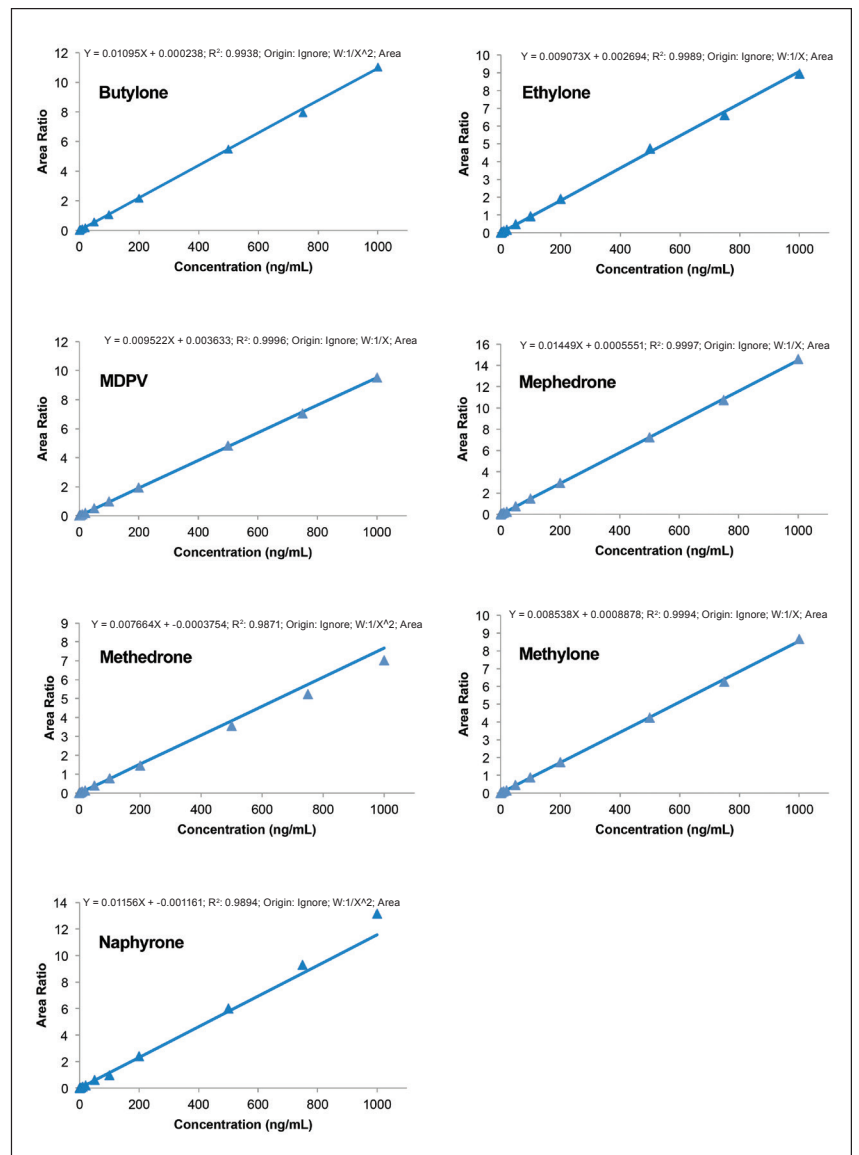 Y = 0.01095X + 0.000238; R²: 0.9938; Origin: Ignore; W:1/X^2; Area
Butylone
Area Ratio
12
10
8
6
4
2
0
0 200 400 600 800 1000
Concentration (ng/mL)
Y = 0.009073X + 0.002694; R²: 0.9989; Origin: Ignore; W:1/X; Area
Ethylone
Area Ratio
10
9
8
7
6
5
4
3
2
1
0
0 200 400 600 800 1000
Concentration (ng/mL)
Y = 0.009522X + 0.003633; R²: 0.9996; Origin: Ignore; W:1/X; Area
MDPV
Area Ratio
12
10
8
6
4
2
0
0 200 400 600 800 1000
Concentration (ng/mL)
Y = 0.01449X + 0.0005551; R²: 0.9997; Origin: Ignore; W:1/X; Area
Mephedrone
Area Ratio
16
14
12
10
8
6
4
2
0
0 200 400 600 800 1000
Concentration (ng/mL)
Y = 0.007664X + -0.0003754; R²: 0.9871; Origin: Ignore; W:1/X^2; Area
Methedrone
Area Ratio
9
8
7
6
5
4
3
2
1
0
0 200 400 600 800 1000
Concentration (ng/mL)
Y = 0.008538X + 0.0008878; R²: 0.9994; Origin: Ignore; W:1/X; Area
Methylone
Area Ratio
10
9
8
7
6
5
4
3
2
1
0
0 200 400 600 800 1000
Concentration (ng/mL)
Y = 0.01156X + -0.001161; R²: 0.9894; Origin: Ignore; W:1/X^2; Area
Naphyrone
Area Ratio
14
12
10
8
6
4
2
0
0 200 400 600 800 1000
Concentration (ng/mL)